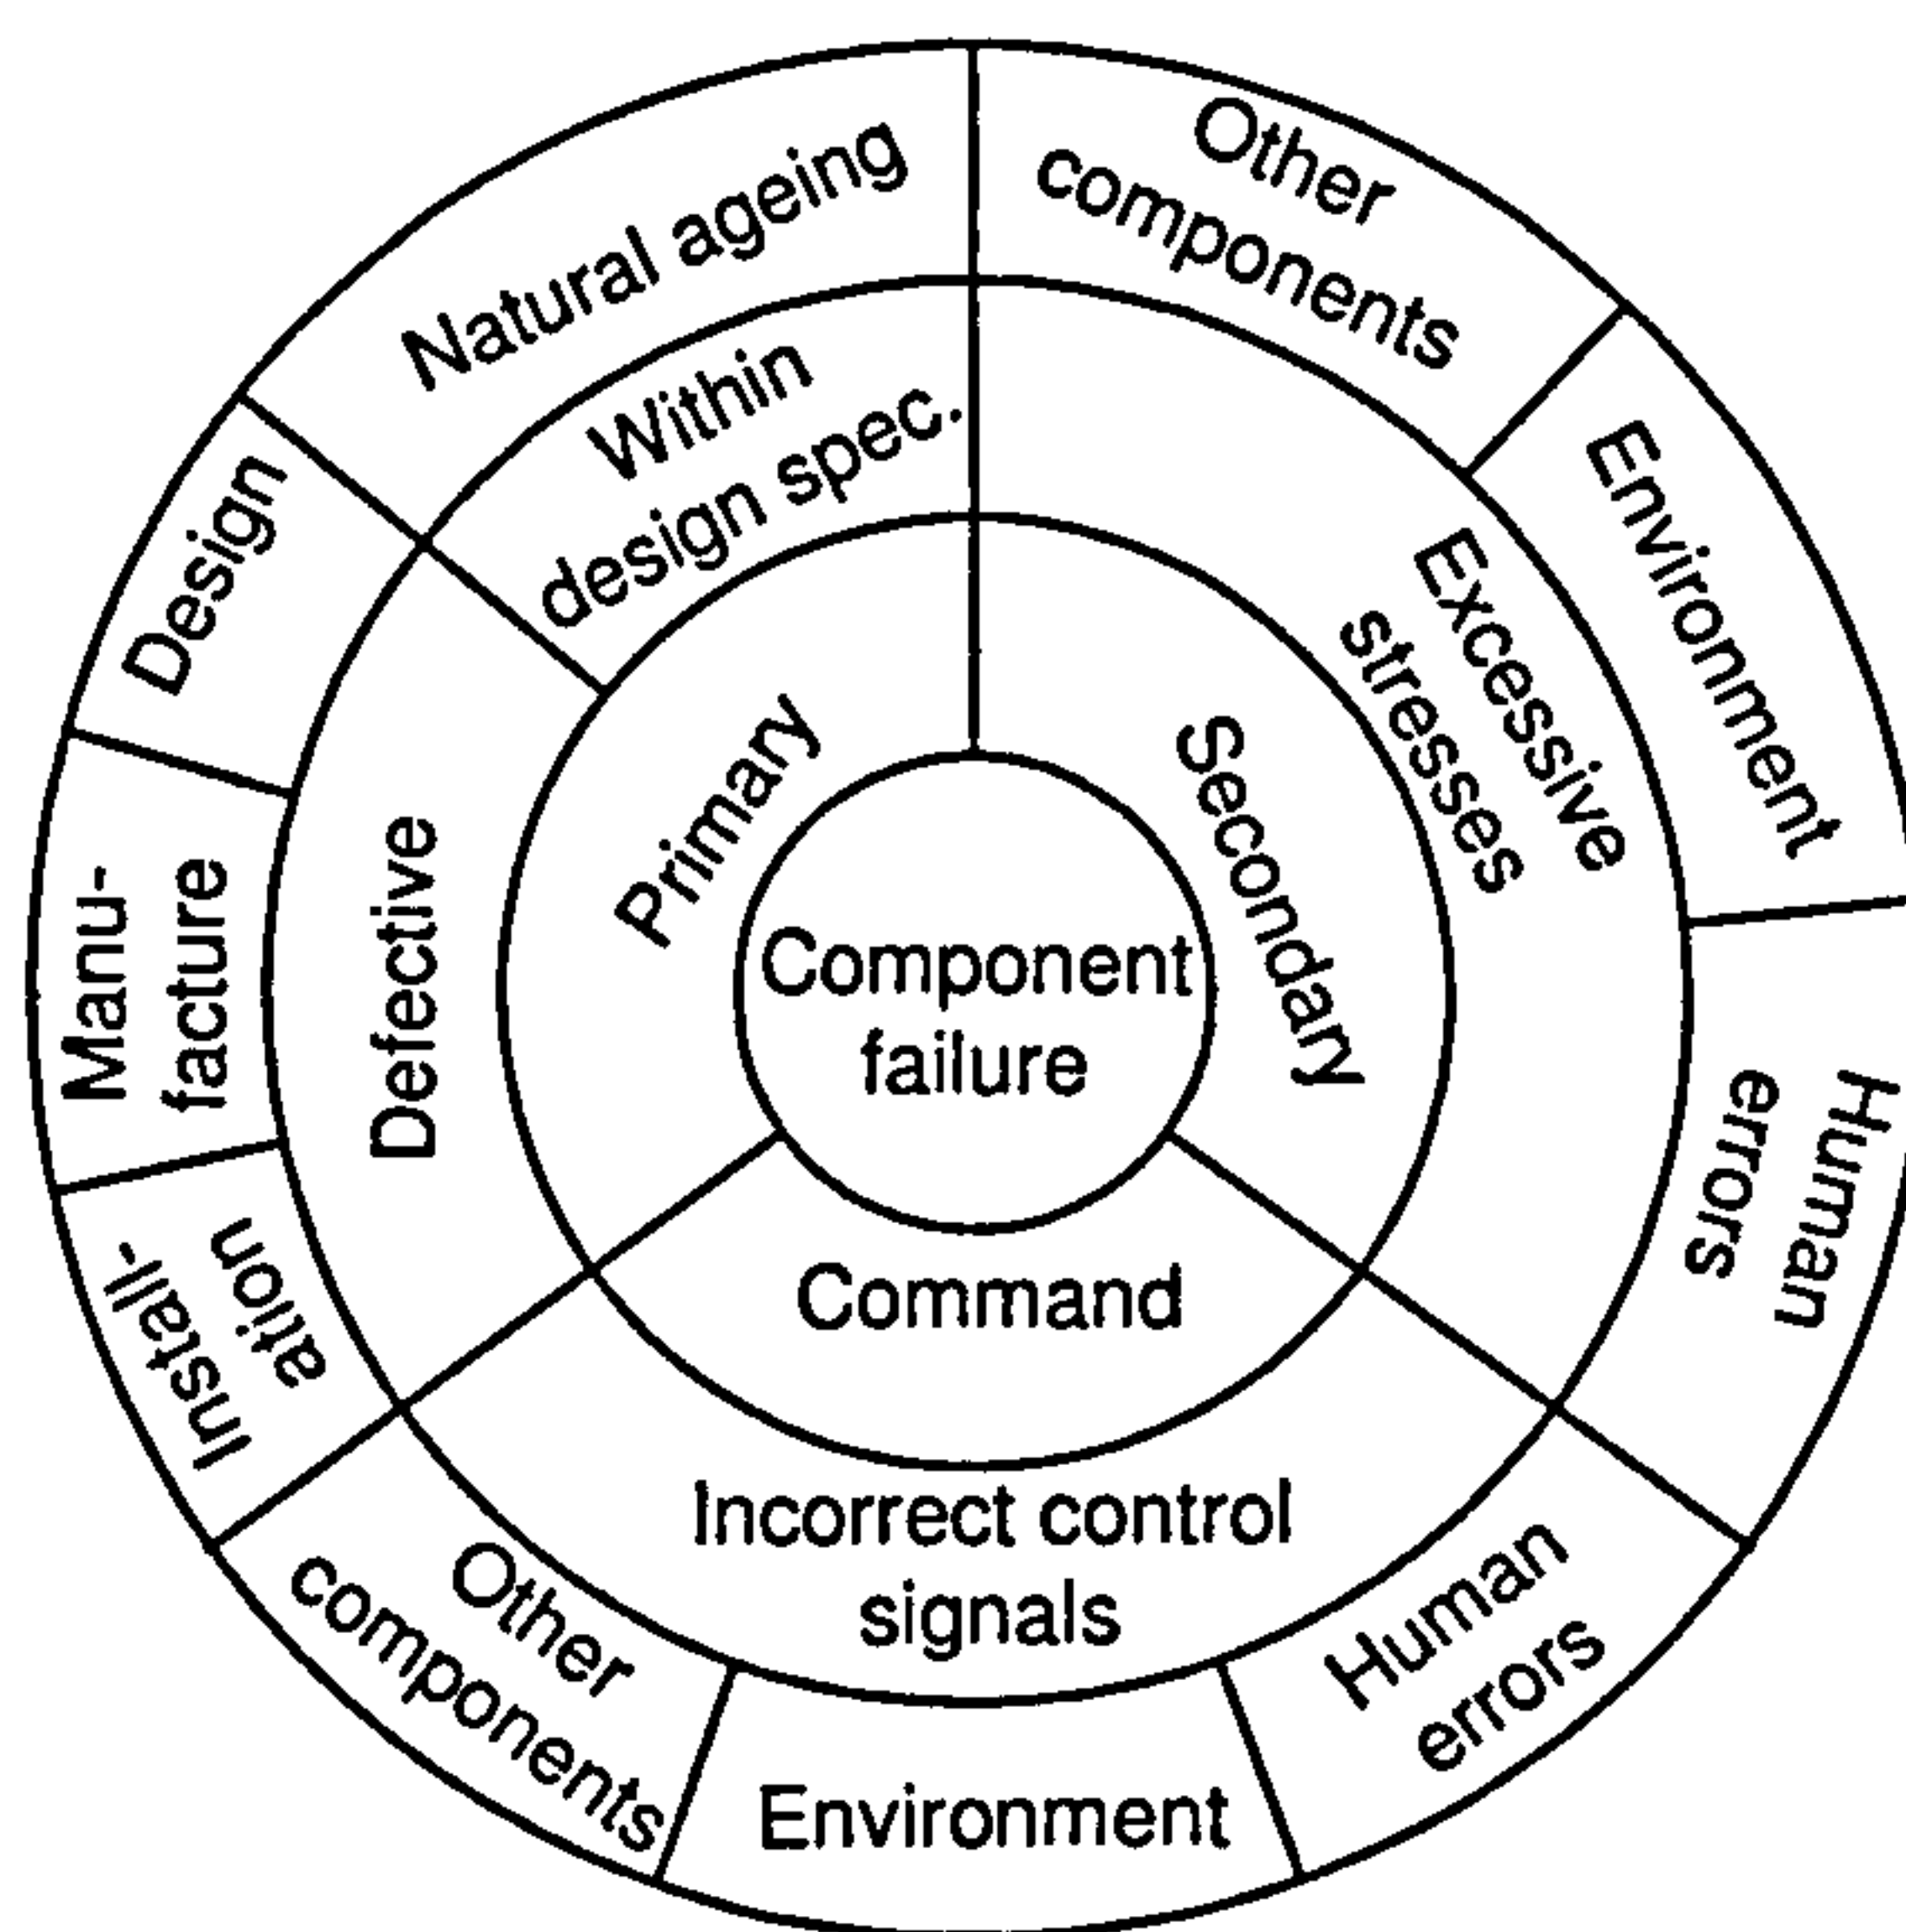 Component
failure
Primary
Secondary
Command
Within
design spec.
Excessive
stresses
Incorrect control
signals
Defective
Natural ageing
Other
components
Environment
Human
errors
Human
errors
Environment
Other
components
Install-
ation
Manu-
facture
Design